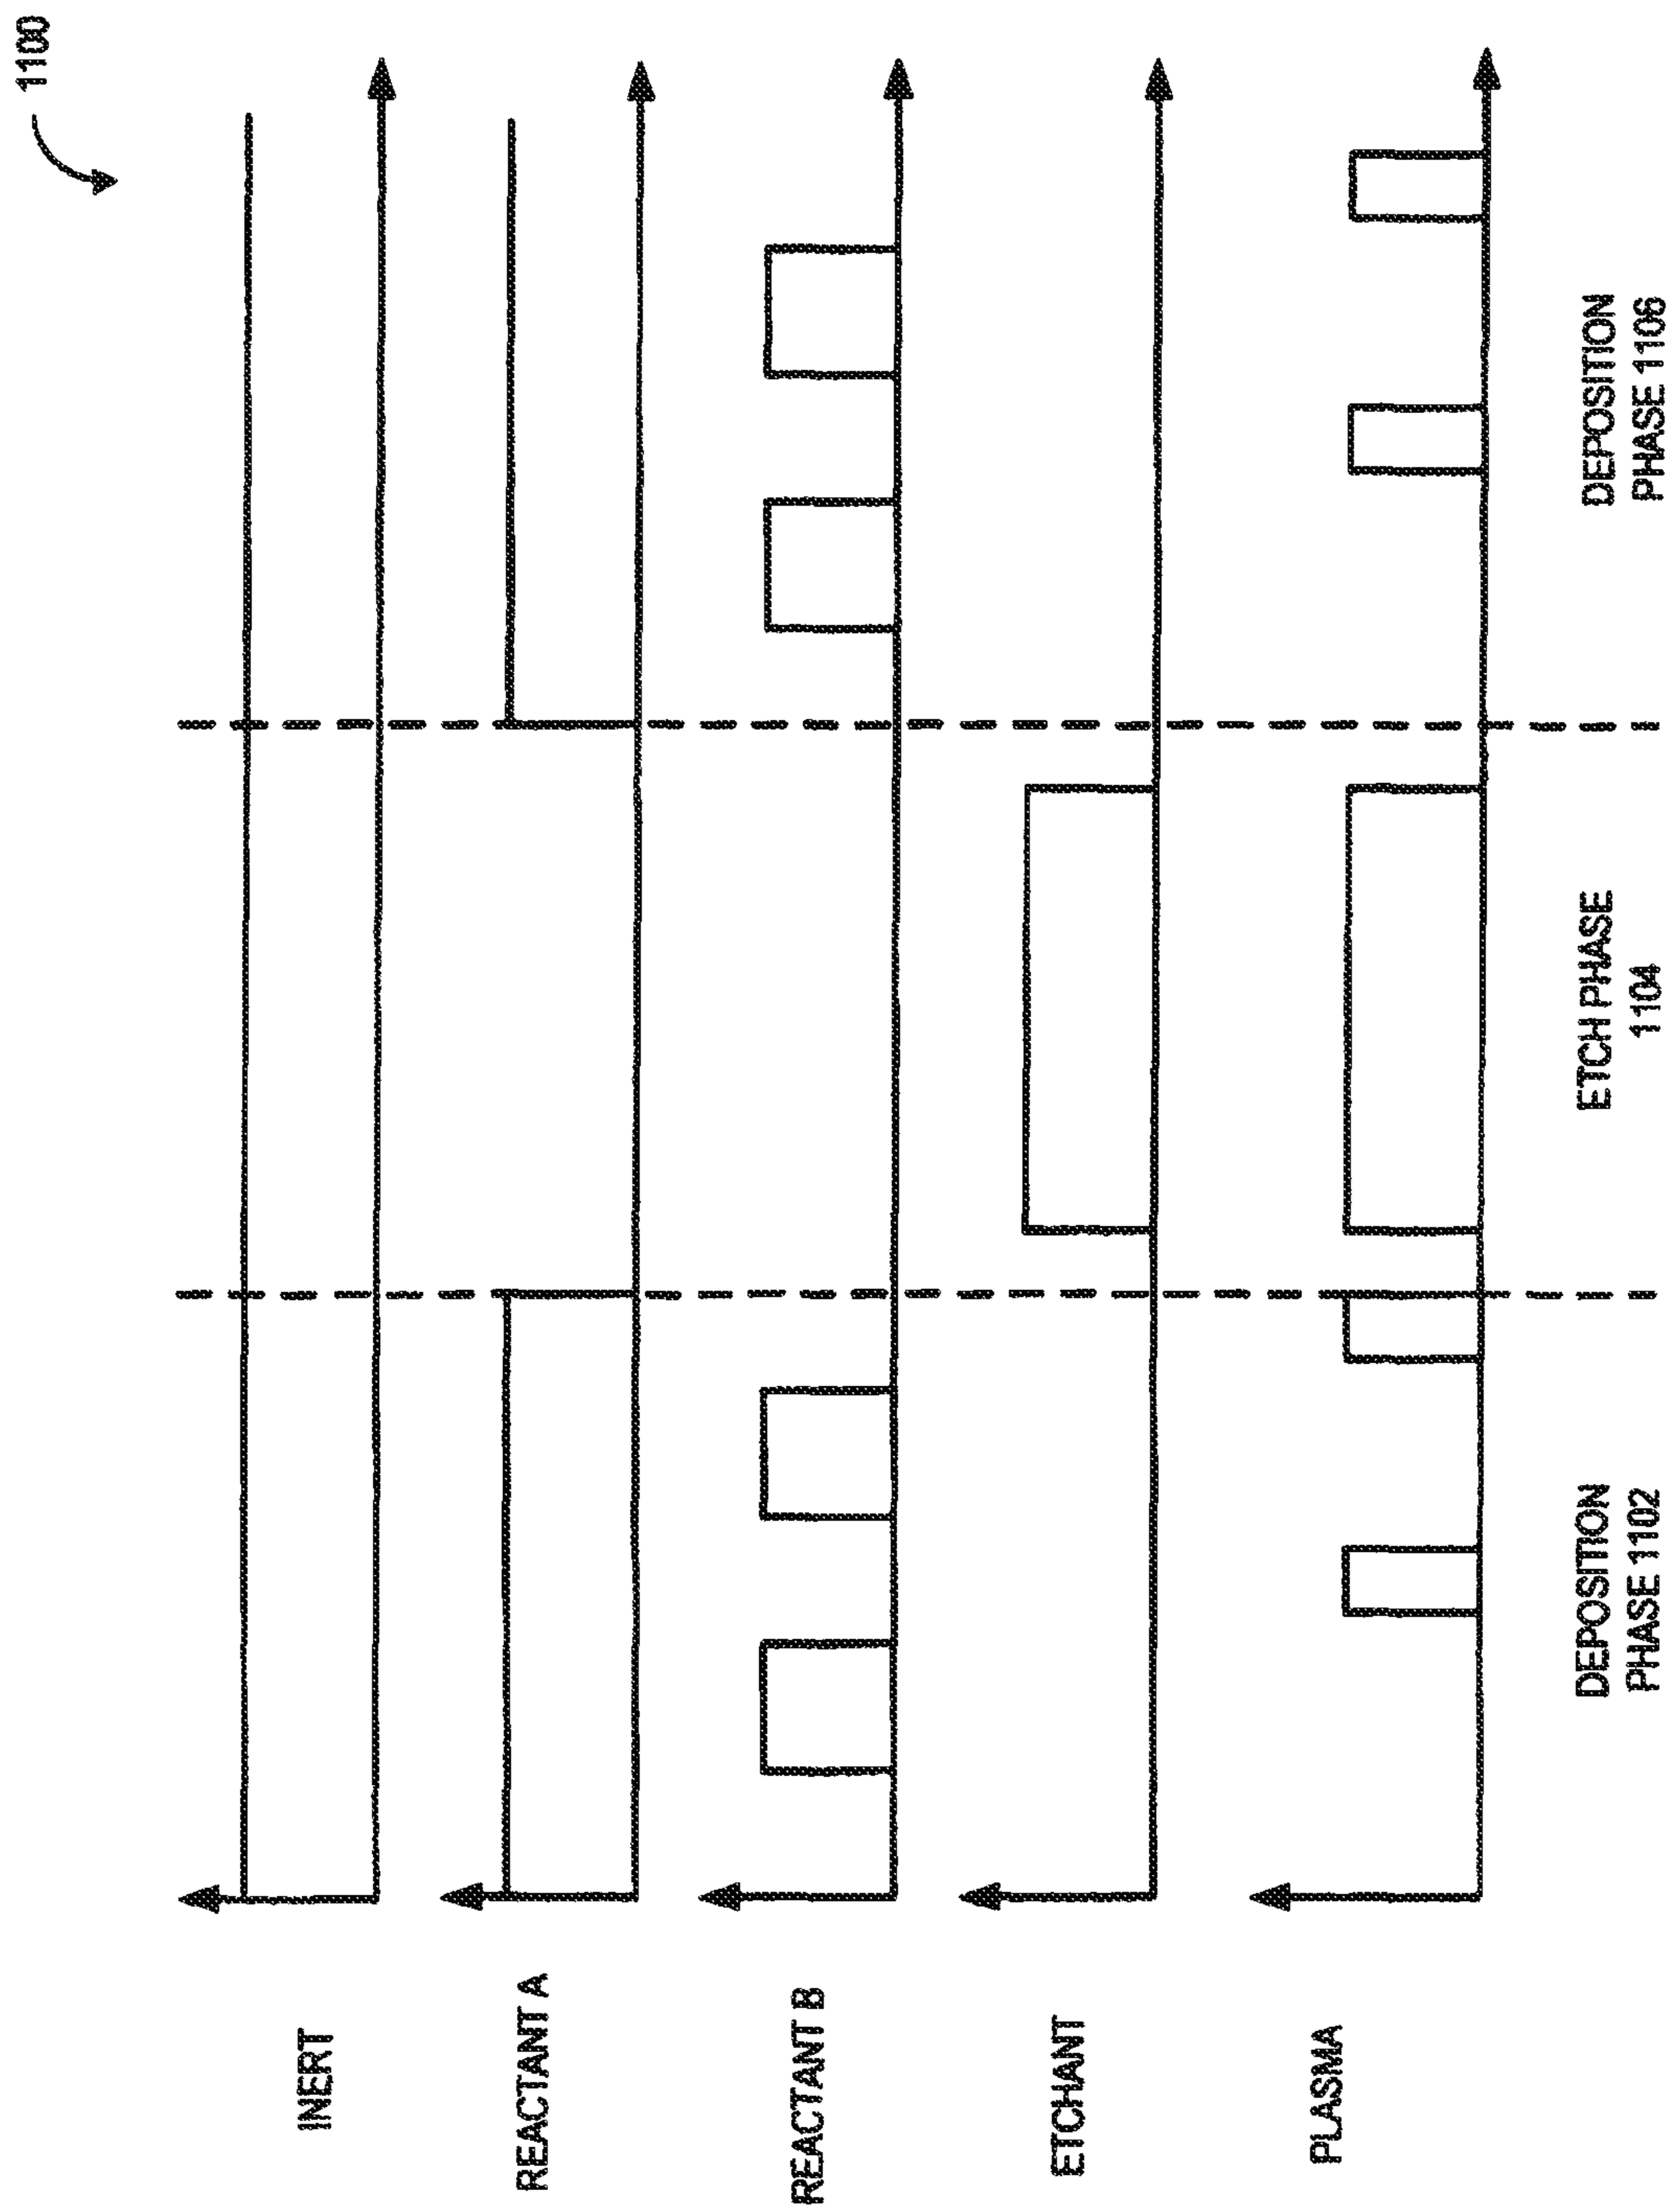 1100
INERT
REACTANT A
REACTANT B
ETCHANT
PLASMA
DEPOSITION
PHASE 1102
ETCH PHASE
1104
DEPOSITION
PHASE 1106